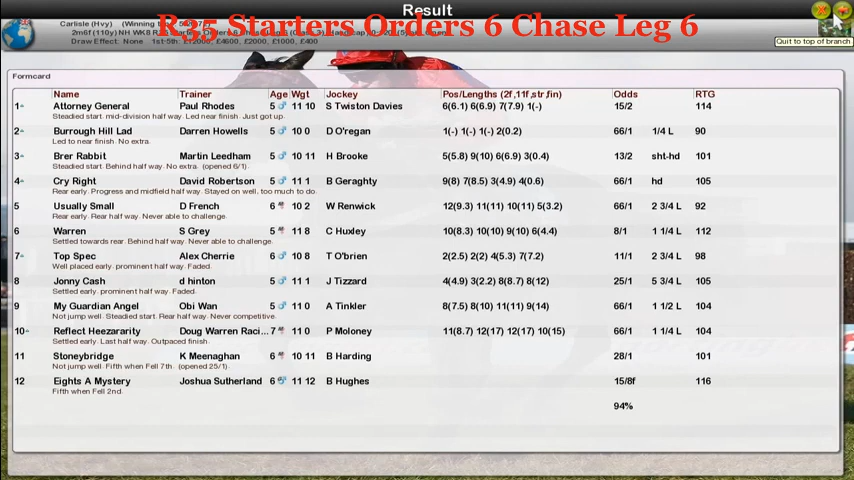 Result
R35 Starters Orders 6 Chase Leg 6
Carlisle (Hvy)
Draw Effect: None 1st-5th: £12000, £4600, £2000, £1000, £400
Quit to top of branch
Formcard
Name Trainer Age Wgt Jockey Pos/Lengths (2f,11f,str,fin) Odds RTG
1 Attorney General Paul Rhodes 5 11 10 S Twiston Davies 6(6.1) 6(6.9) 7(7.9) 1(-) 15/2 114
Steadied start. mid-division half way. Led near finish. Just got up.
2 Burrough Hill Lad Darren Howells 5 10 0 D O'regan 1(-) 1(-) 1(-) 2(0.2) 66/1 1/4 L 90
Led to near finish. No extra.
3 Brer Rabbit Martin Leedham 5 10 11 H Brooke 5(5.8) 9(10) 6(6.9) 3(0.4) 13/2 sht-hd 101
Steadied start. Behind half way. No extra. (opened 6/1)
4 Cry Right David Robertson 5 11 1 B Geraghty 9(8) 7(8.5) 3(4.9) 4(0.6) 66/1 hd 105
Rear early. Progress and midfield half way. Stayed on well, too much to do.
5 Usually Small D French 6 10 2 W Renwick 12(9.3) 11(11) 10(11) 5(3.2) 66/1 2 3/4 L 92
Rear early. Rear half way. Never able to challenge.
6 Warren S Grey 5 11 8 C Huxley 10(8.3) 10(10) 9(10) 6(4.4) 8/1 1 1/4 L 112
Settled towards rear. Behind half way. Never able to challenge.
7 Top Spec Alex Cherrie 6 10 8 T O'brien 2(2.5) 2(2) 4(5.3) 7(7.2) 11/1 2 3/4 L 98
Well placed early. prominent half way. Faded.
8 Jonny Cash d hinton 5 11 1 J Tizzard 4(4.9) 3(2.2) 8(8.7) 8(12) 25/1 5 3/4 L 105
Settled early. prominent half way. Faded.
9 My Guardian Angel Obi Wan 5 11 0 A Tinkler 8(7.5) 8(10) 11(11) 9(14) 66/1 1 1/2 L 104
Not jump well. Steadied start. Rear half way. Never competitive.
10 Reflect Heezararity Doug Warren Raci... 7 11 0 P Moloney 11(8.7) 12(17) 12(17) 10(15) 66/1 1 1/4 L 104
Settled early. Last half way. Outpaced finish.
11 Stoneybridge K Meenaghan 6 10 11 B Harding 28/1 101
Not jump well. Fifth when Fell 7th. (opened 25/1)
12 Eights A Mystery Joshua Sutherland 6 11 12 B Hughes 15/8f 116
Fifth when Fell 2nd.
94%